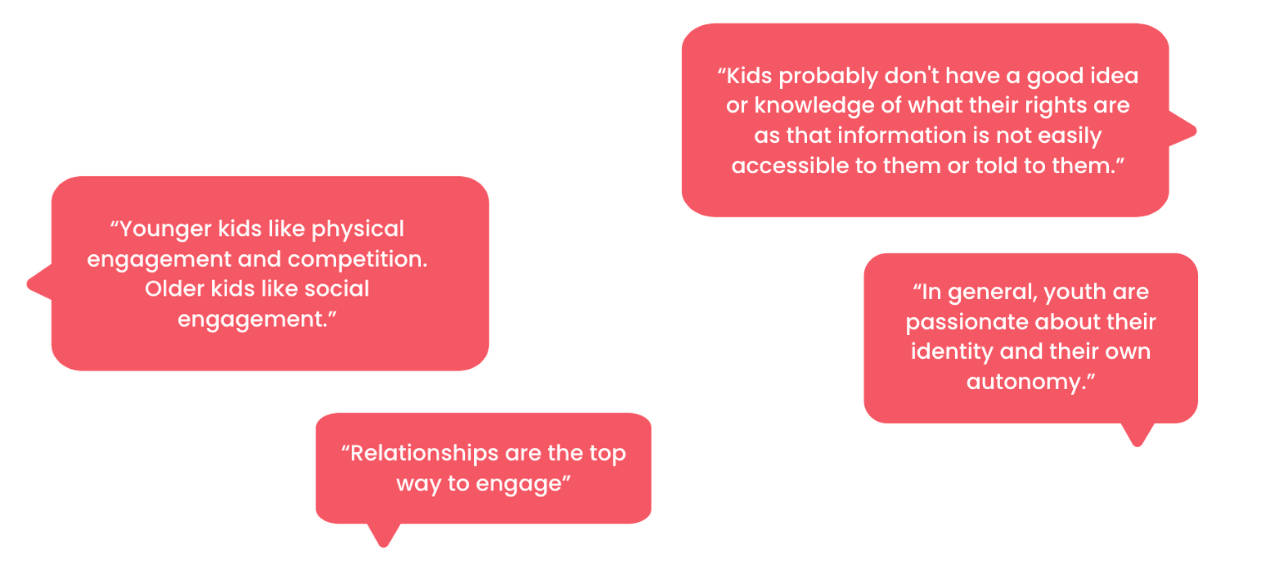 “Kids probably don't have a good idea
or knowledge of what their rights are
as that information is not easily
accessible to them or told to them.”
“Younger kids like physical
engagement and competition.
Older kids like social
engagement.”
“In general, youth are
passionate about their
identity and their own
autonomy.”
“Relationships are the top
way to engage”